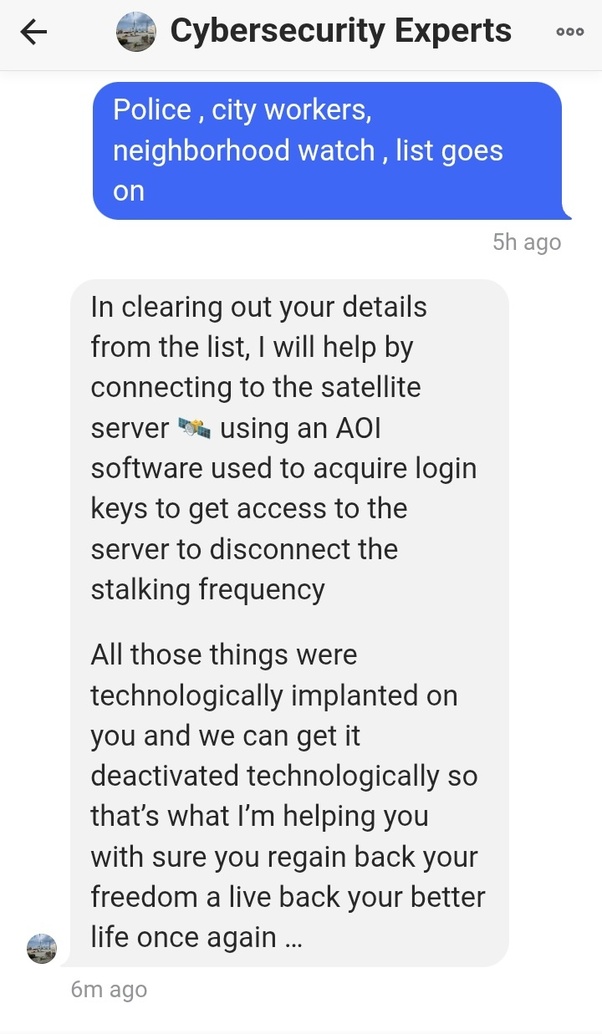 Cybersecurity Experts
Police , city workers,
neighborhood watch , list goes
on
5h ago
In clearing out your details
from the list, I will help by
connecting to the satellite
server 🛰️ using an AOI
software used to acquire login
keys to get access to the
server to disconnect the
stalking frequency
All those things were
technologically implanted on
you and we can get it
deactivated technologically so
that’s what I’m helping you
with sure you regain back your
freedom a live back your better
life once again ...
6m ago